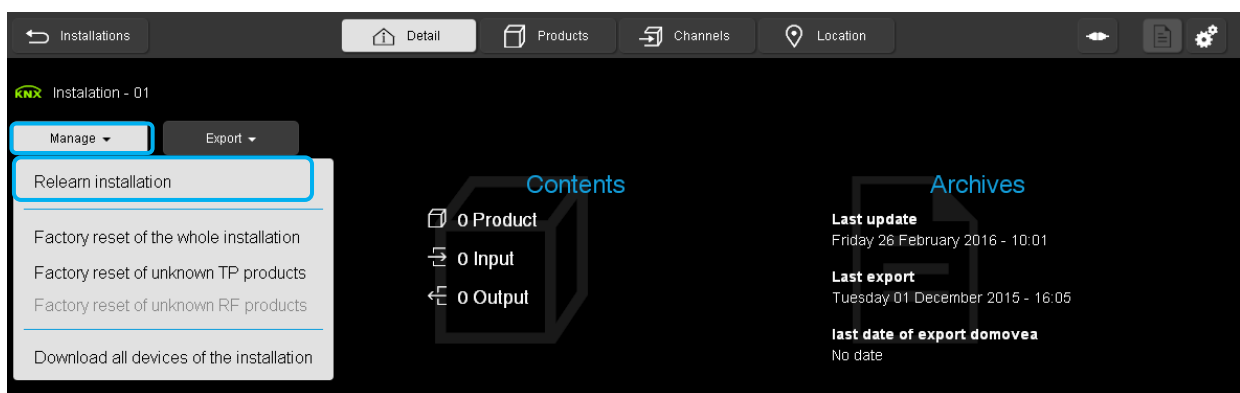 Installations
Detail
Products
Channels
Location
KNX Instalation - 01
Manage
Export
Relearn installation
Factory reset of the whole installation
Factory reset of unknown TP products
Factory reset of unknown RF products
Download all devices of the installation
Contents
0 Product
0 Input
0 Output
Archives
Last update
Friday 26 February 2016 - 10:01
Last export
Tuesday 01 December 2015 - 16:05
last date of export domovea
No date